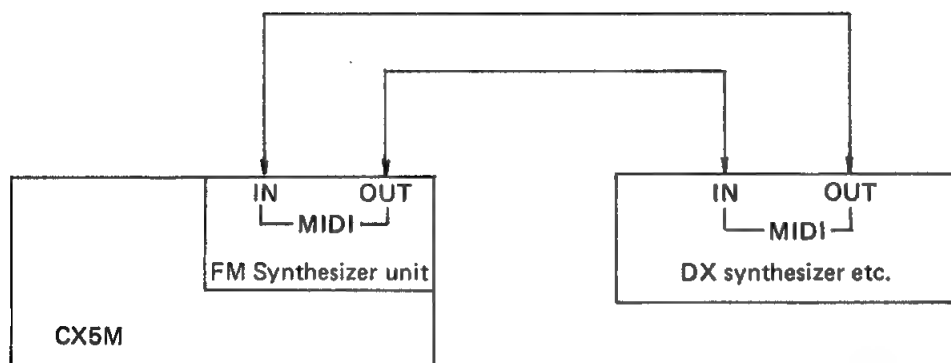 IN OUT
MIDI
FM Synthesizer unit
CX5M
IN OUT
MIDI
DX synthesizer etc.